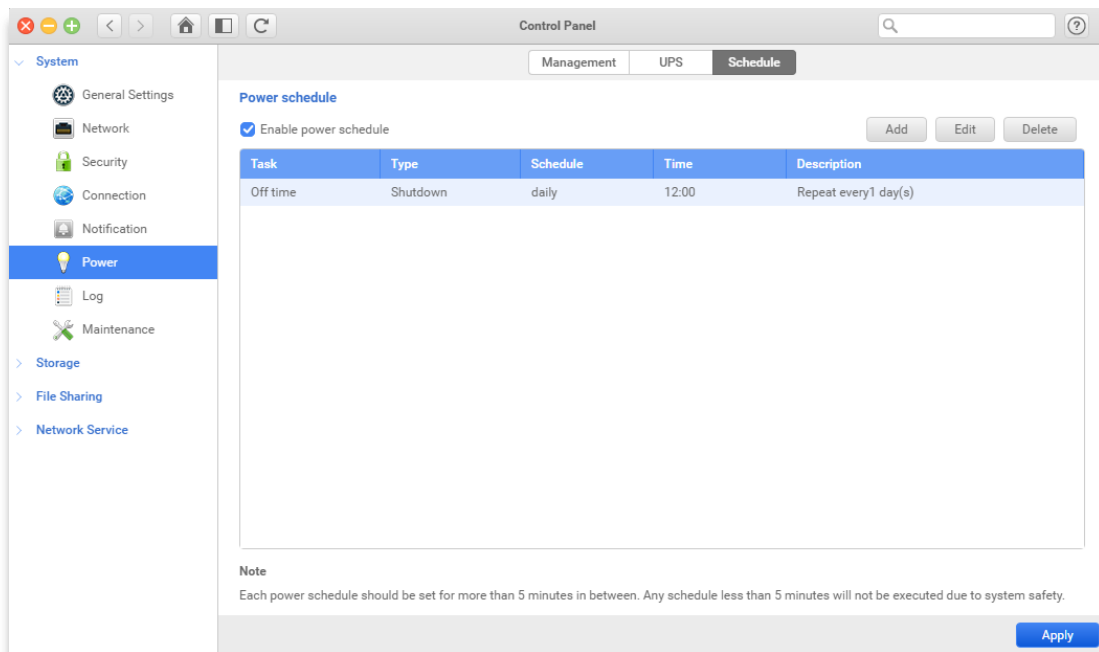 Control Panel
System
General Settings
Network
Security
Connection
Notification
Power
Log
Maintenance
Storage
File Sharing
Network Service
Management UPS Schedule
Power schedule
Enable power schedule Add Edit Delete
Task Type Schedule Time Description
Off time Shutdown daily 12:00 Repeat every1 day(s)
Note
Each power schedule should be set for more than 5 minutes in between. Any schedule less than 5 minutes will not be executed due to system safety.
Apply